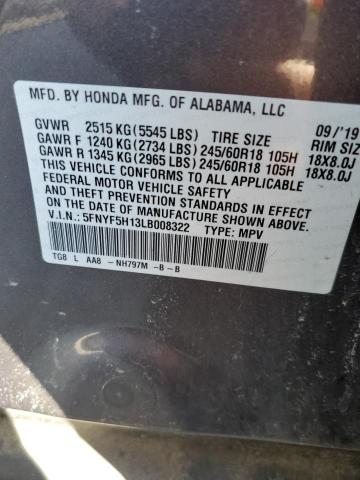 MFD. BY HONDA MFG. OF ALABAMA, LLC
GVWR 2515 KG (5545 LBS) TIRE SIZE 09/'19 RIM SIZ
GAWR F 1240 KG (2734 LBS) 245/60R18 105H 18X8.0J
GAWR R 1345 KG (2965 LBS) 245/60R18 105H 18X8.0J
THIS VEHICLE CONFORMS TO ALL APPLICABLE
FEDERAL MOTOR VEHICLE SAFETY
STANDARDS IN EFFECT
ON THE DATE OF MANUFACTURE SHOWN ABOVE.
V.I.N.: 5FNYF5H13LB008322 TYPE: MPV
TG8 L AA8 - NH797M - B - B